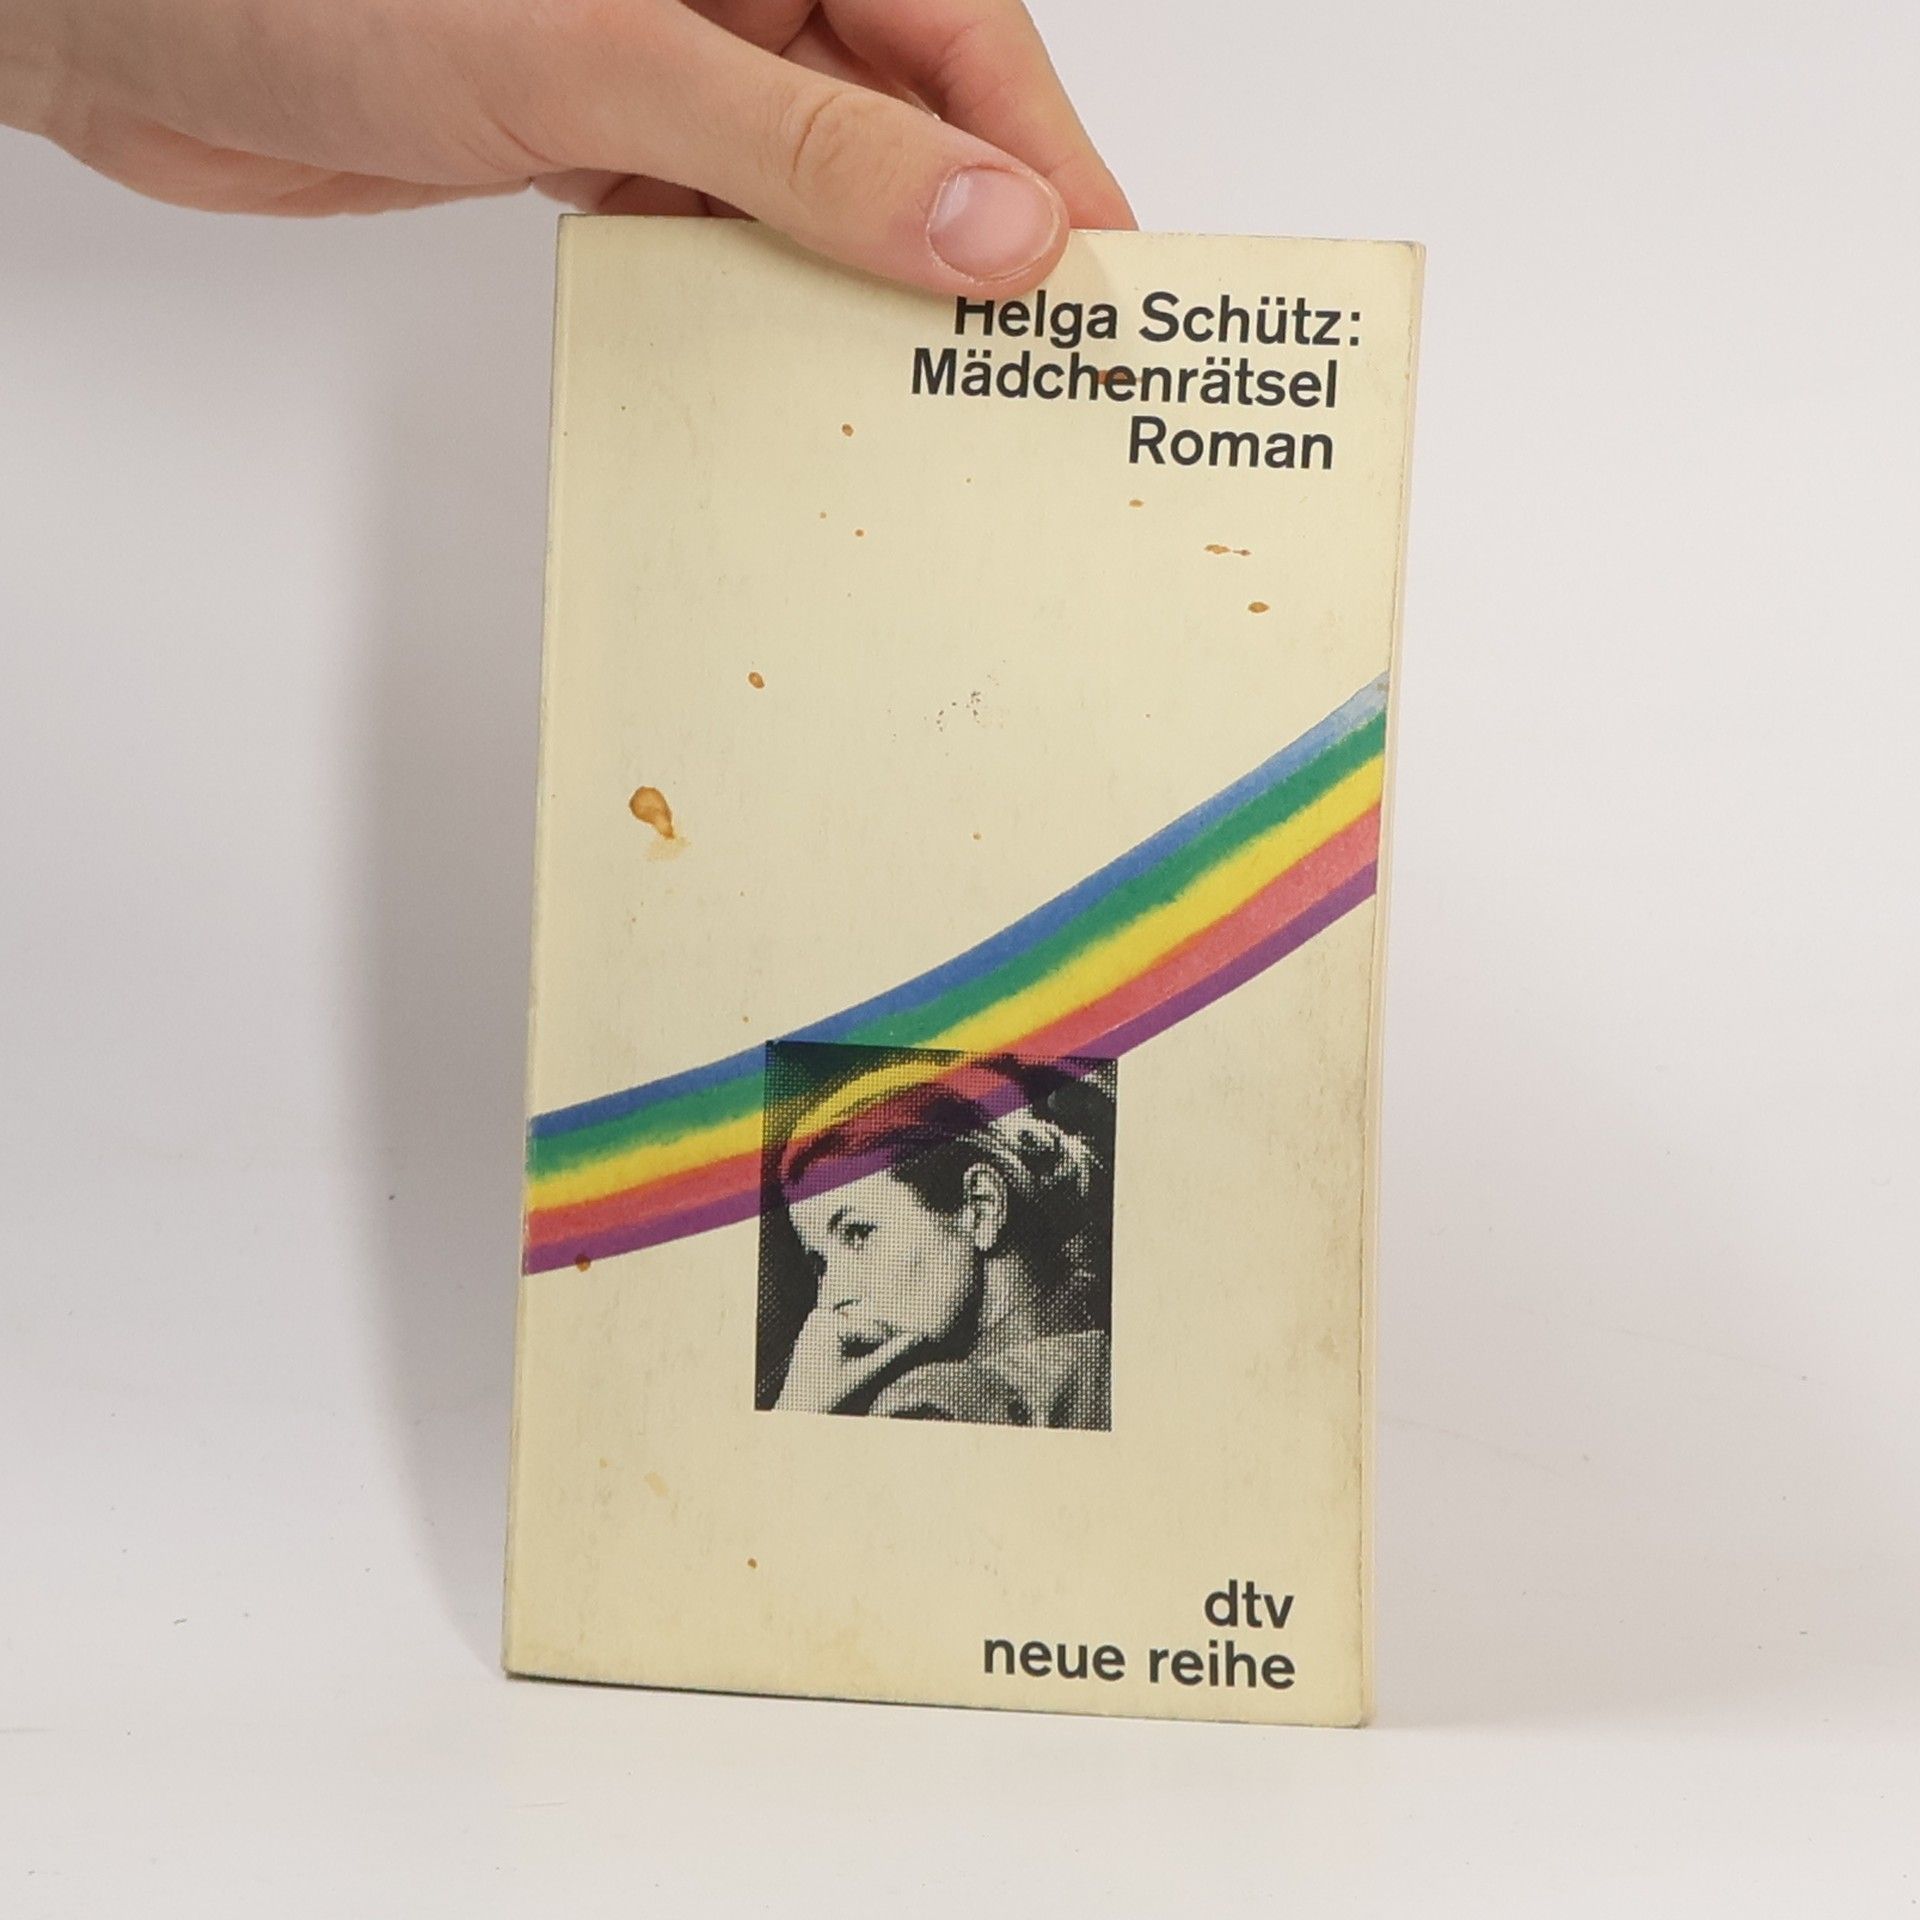 Helga Schütz:
Mädchenrätsel
Roman
dtv
neue reihe